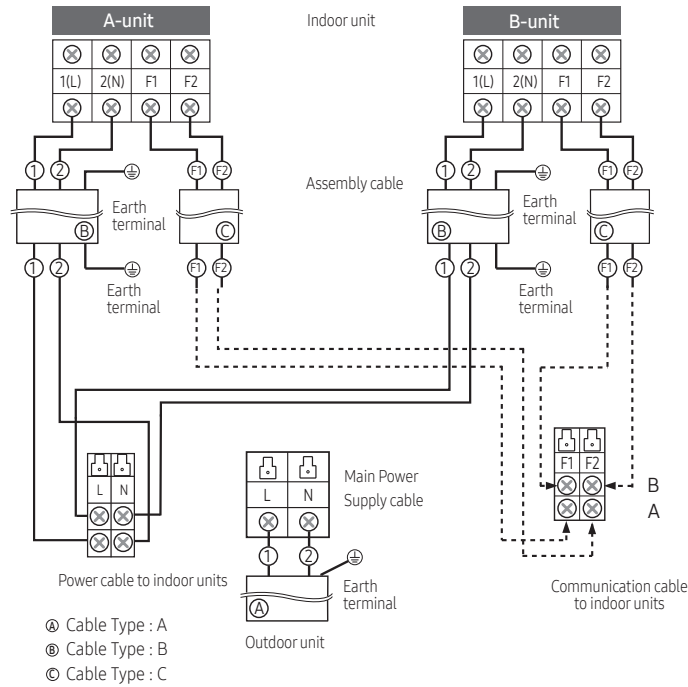 A-unit
Indoor unit
B-unit
1(L) 2(N) F1 F2
1(L) 2(N) F1 F2
1 2 F1 F2
Assembly cable
1 2 F1 F2
Earth
terminal
Ⓑ
Ⓒ
Earth
terminal
Ⓑ
Ⓒ
1 2 F1 F2
1 2 F1 F2
Earth
terminal
Earth
terminal
L N
L N
Main Power
Supply cable
F1 F2
B
A
1 2
Power cable to indoor units
Ⓐ
Earth
terminal
Outdoor unit
Communication cable
to indoor units
Ⓐ Cable Type : A
Ⓑ Cable Type : B
Ⓒ Cable Type : C